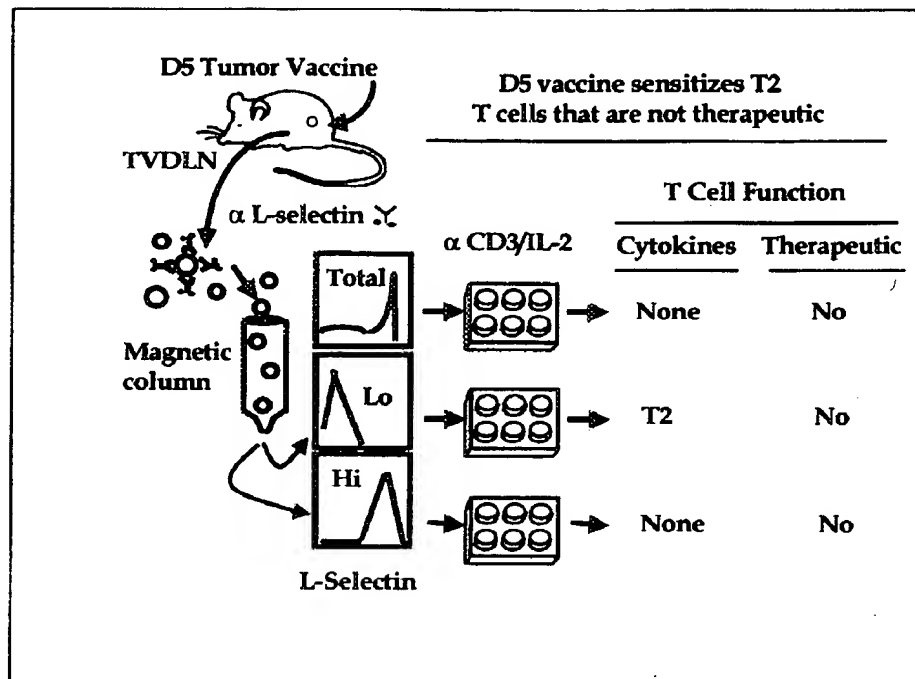 D5 Tumor Vaccine
D5 vaccine sensitizes T2
T cells that are not therapeutic
TVDLN
α L-selectin
T Cell Function
α CD3/IL-2
Cytokines
Therapeutic
Total
None
No
Magnetic
column
Lo
T2
No
Hi
None
No
L-Selectin